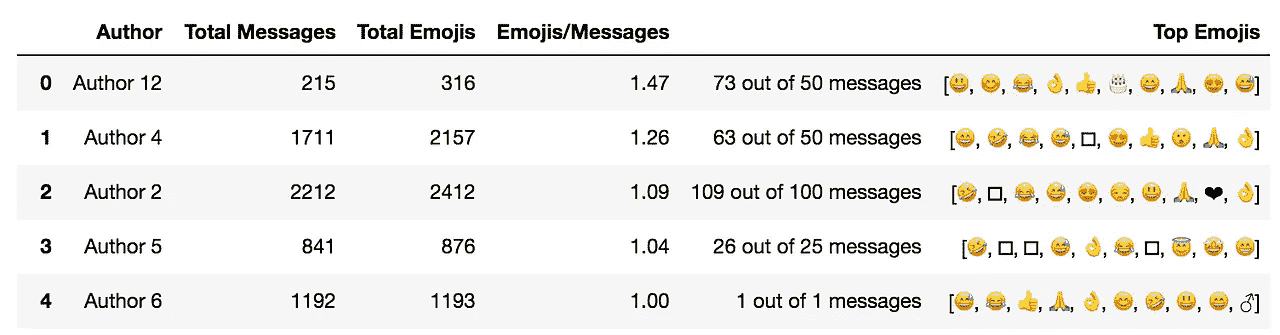 Author Total Messages Total Emojis Emojis/Messages Top Emojis
0 Author 12 215 316 1.47 73 out of 50 messages [😃, 😊, 😂, 👌, 👍, 🎂, 😄, 🙏, 😍, 😅]
1 Author 4 1711 2157 1.26 63 out of 50 messages [😄, 🤣, 😂, 😅, □, 😍, 👍, 😯, 🙏, 👌]
2 Author 2 2212 2412 1.09 109 out of 100 messages [🤣, □, 😂, 😅, 😍, 😒, 😃, 🙏, ❤, 👌]
3 Author 5 841 876 1.04 26 out of 25 messages [🤣, □, □, 😅, 👌, 😂, □, 😇, 🤩, 😁]
4 Author 6 1192 1193 1.00 1 out of 1 messages [😅, 😂, 👍, 🙏, 👌, 😊, 🤣, 😃, 😁, ♂]